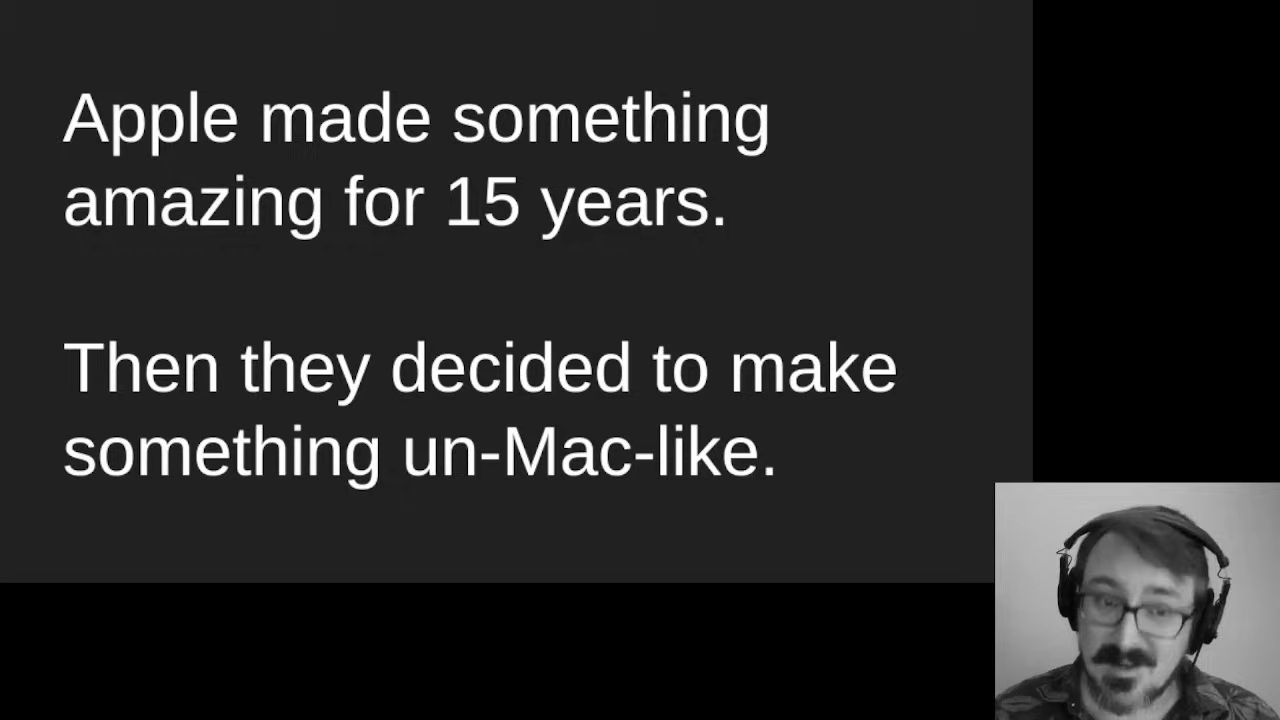 Apple made something
amazing for 15 years.
Then they decided to make
something un-Mac-like.